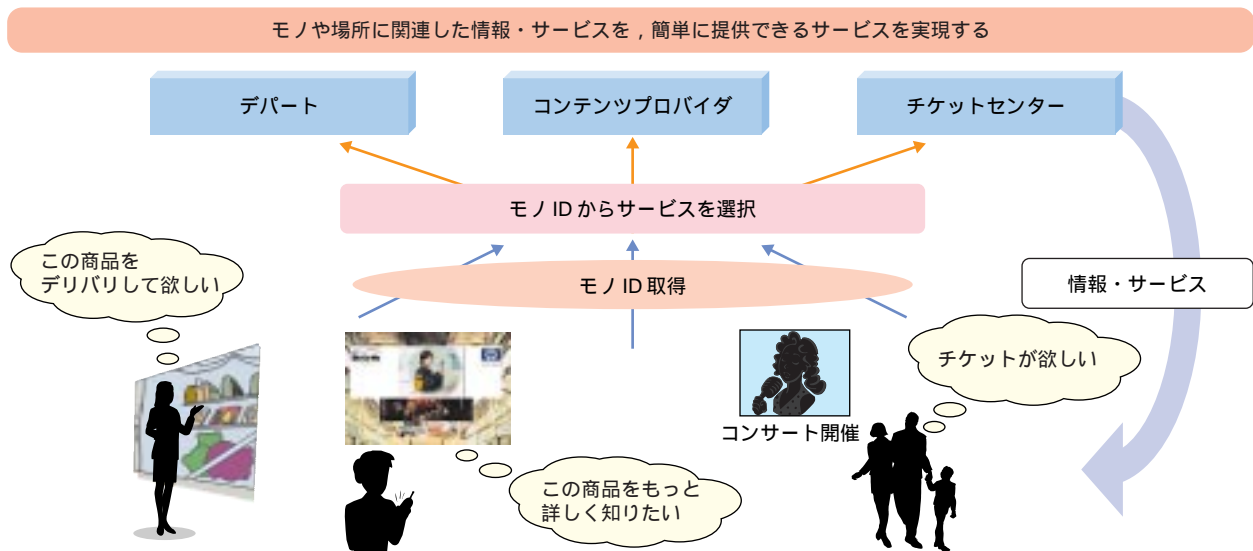 モノや場所に関連した情報・サービスを，簡単に提供できるサービスを実現する
デパート
コンテンツプロバイダ
チケットセンター
モノIDからサービスを選択
この商品を
デリバリして欲しい
モノID取得
情報・サービス
チケットが欲しい
コンサート開催
この商品をもっと
詳しく知りたい